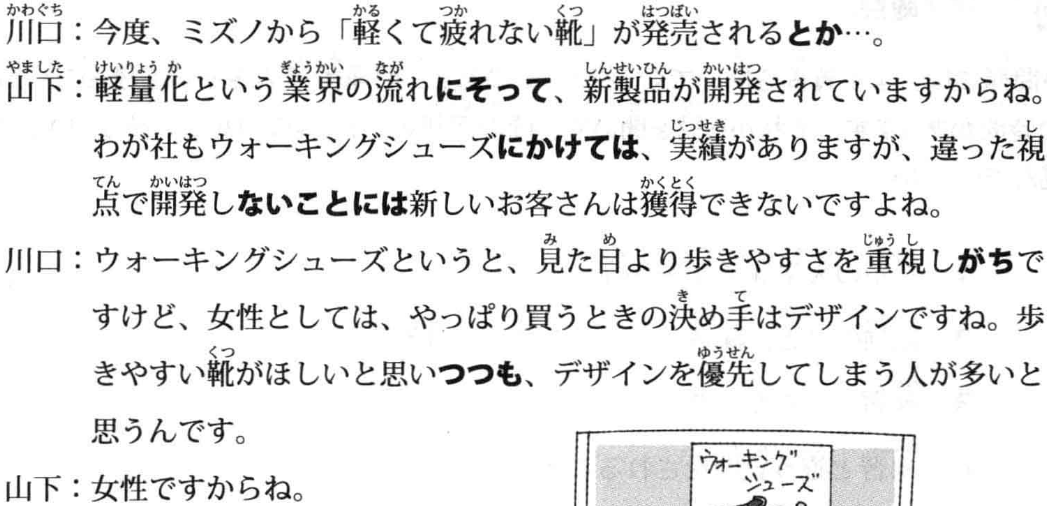 川口：今度、ミズノから「軽くて疲れない靴」が発売されるとか…。
山下：軽量化という業界の流れにそって、新製品が開発されていますからね。
わが社もウォーキングシューズにかけては、実績がありますが、違った視
点で開発しないことには新しいお客さんは獲得できないですよね。
川口：ウォーキングシューズというと、見た目より歩きやすさを重視しがちで
すけど、女性としては、やっぱり買うときの決め手はデザインですね。歩
きやすい靴がほしいと思いつつも、デザインを優先してしまう人が多いと
思うんです。
山下：女性ですからね。
ウォーキング
シューズ